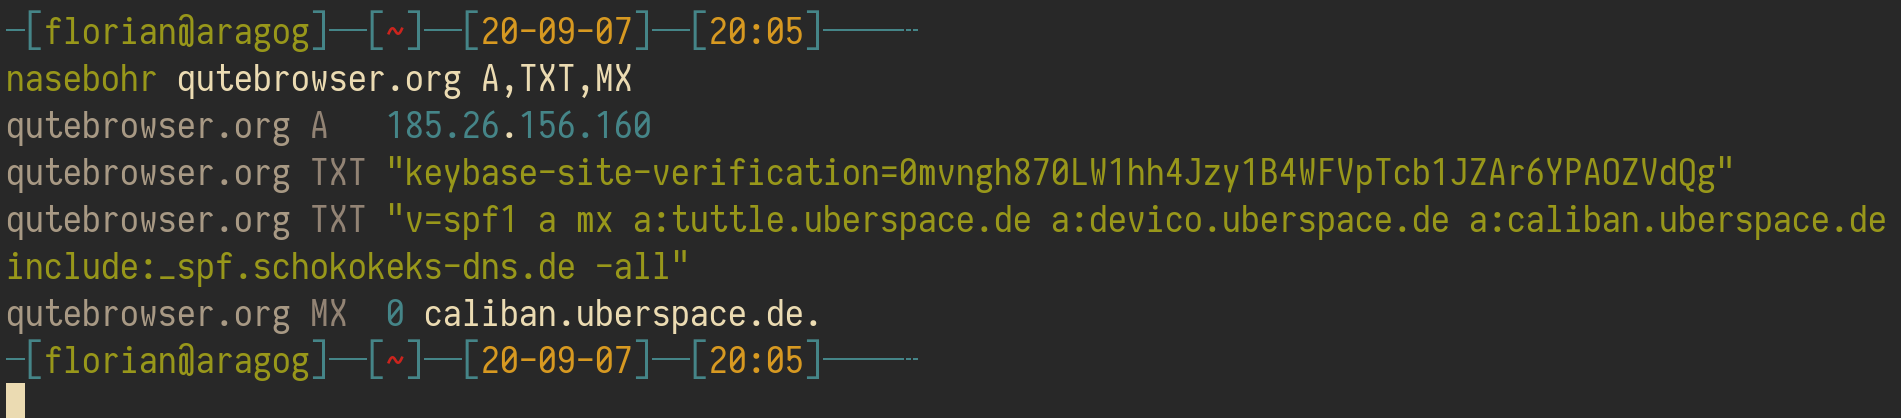 ─[florian@aragog]──[~]──[20-09-07]──[20:05]────--
nasebohr qutebrowser.org A,TXT,MX
qutebrowser.org A   185.26.156.160
qutebrowser.org TXT "keybase-site-verification=0mvngh870LW1hh4Jzy1B4WFVpTcb1JZAr6YPAOZVdQg"
qutebrowser.org TXT "v=spf1 a mx a:tuttle.uberspace.de a:devico.uberspace.de a:caliban.uberspace.de
include:_spf.schokokeks-dns.de -all"
qutebrowser.org MX  0 caliban.uberspace.de.
─[florian@aragog]──[~]──[20-09-07]──[20:05]────--